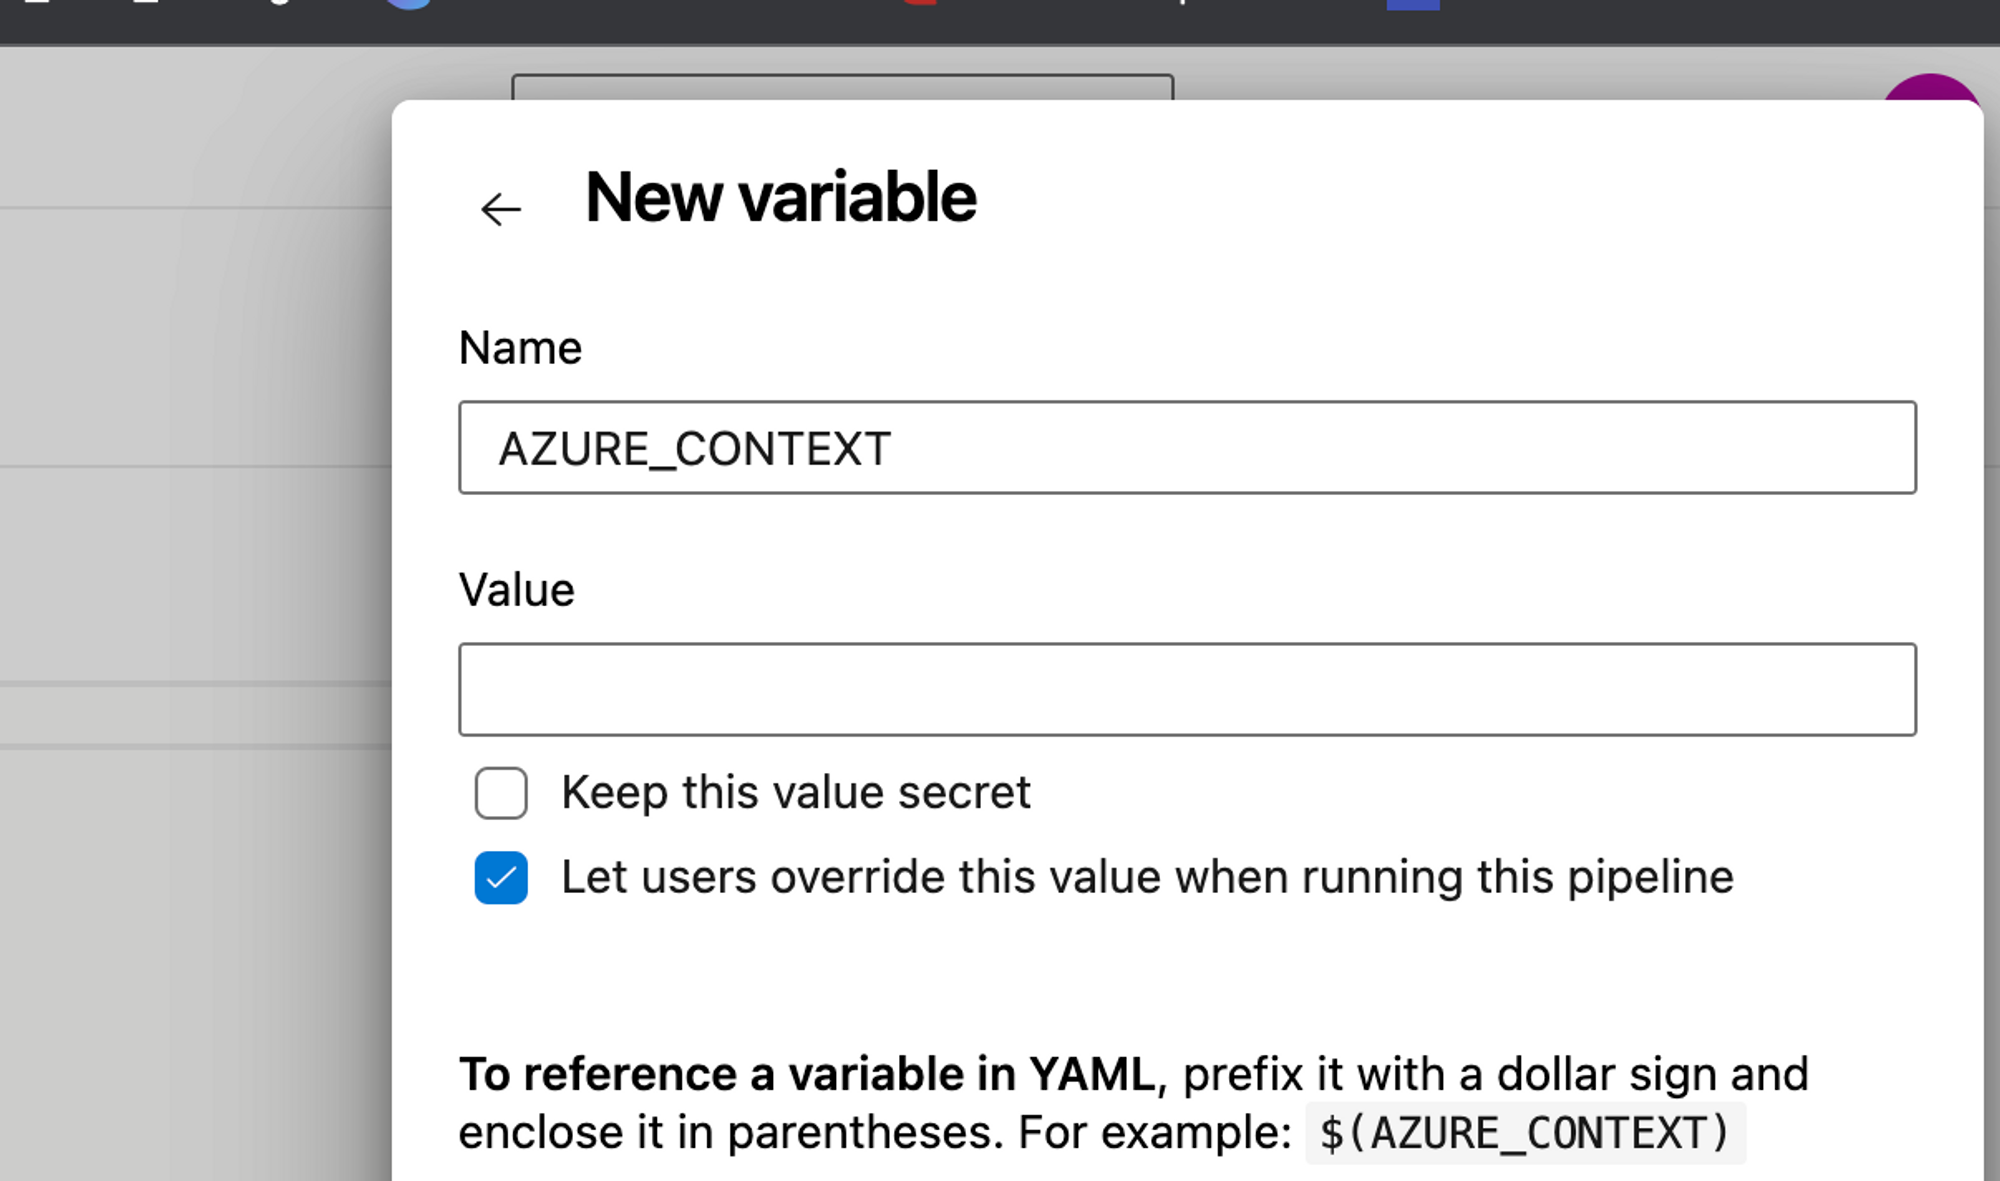 New variable
Name
AZURE_CONTEXT
Value
Keep this value secret
Let users override this value when running this pipeline
To reference a variable in YAML, prefix it with a dollar sign and
enclose it in parentheses. For example: $(AZURE_CONTEXT)